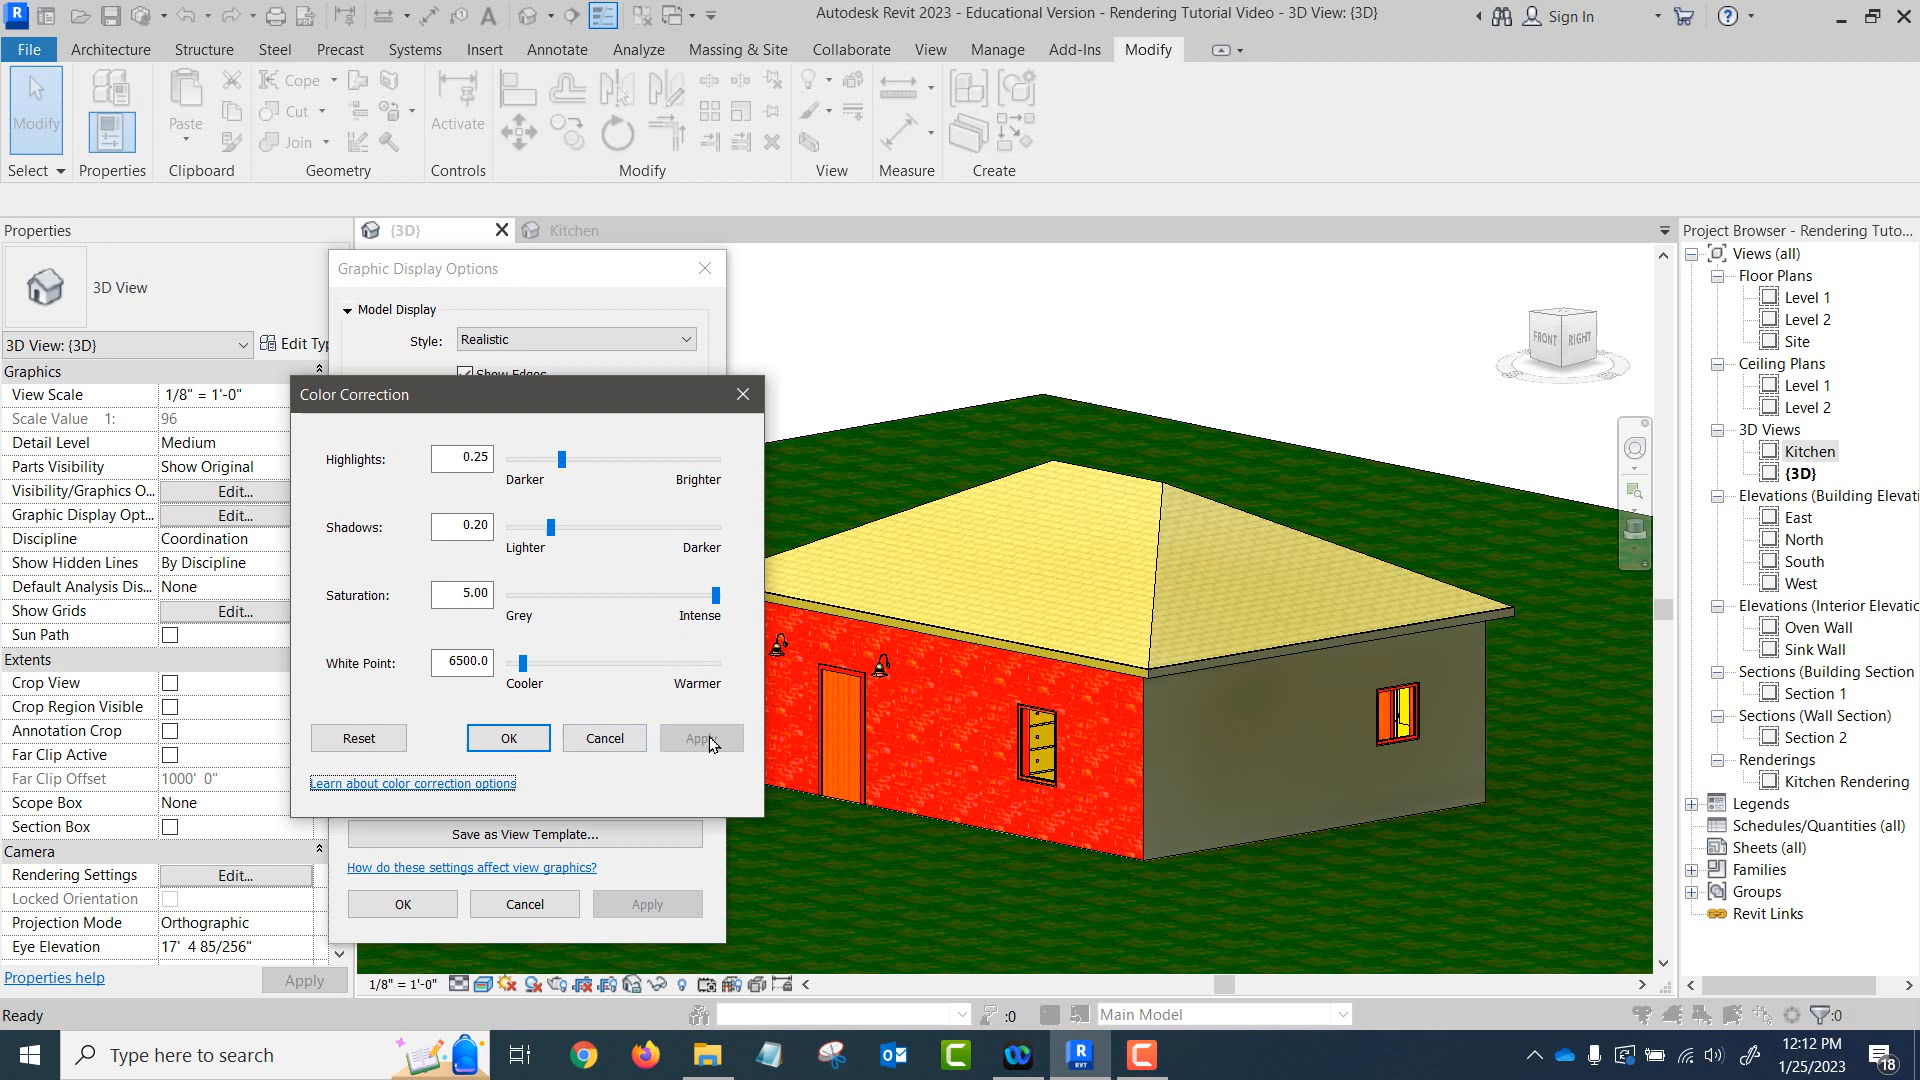 Autodesk Revit 2023 - Educational Version - Rendering Tutorial Video - 3D View: {3D}
Sign In
File Architecture Structure Steel Precast Systems Insert Annotate Analyze Massing & Site Collaborate View Manage Add-Ins Modify
Modify
Paste
Cope
Cut
Join
Activate
Select Properties Clipboard Geometry Controls Modify View Measure Create
Properties
3D View
3D View: {3D}
Edit Typ
Graphics
View Scale 1/8" = 1'-0"
Scale Value 1: 96
Detail Level Medium
Parts Visibility Show Original
Visibility/Graphics O... Edit...
Graphic Display Opt... Edit...
Discipline Coordination
Show Hidden Lines By Discipline
Default Analysis Dis... None
Show Grids Edit...
Sun Path
Extents
Crop View
Crop Region Visible
Annotation Crop
Far Clip Active
Far Clip Offset 1000' 0"
Scope Box None
Section Box
Camera
Rendering Settings Edit...
Locked Orientation
Projection Mode Orthographic
Eye Elevation 17' 4 85/256"
Properties help
Apply
{3D}
Kitchen
Graphic Display Options
Model Display
Style: Realistic
Show Edges
Color Correction
Highlights: 0.25
Darker Brighter
Shadows: 0.20
Lighter Darker
Saturation: 5.00
Grey Intense
White Point: 6500.0
Cooler Warmer
Reset OK Cancel Apply
Learn about color correction options
Save as View Template...
How do these settings affect view graphics?
OK Cancel Apply
FRONT RIGHT
1/8" = 1'-0"
Project Browser - Rendering Tuto...
Views (all)
Floor Plans
Level 1
Level 2
Site
Ceiling Plans
Level 1
Level 2
3D Views
Kitchen
{3D}
Elevations (Building Elevati
East
North
South
West
Elevations (Interior Elevatic
Oven Wall
Sink Wall
Sections (Building Section
Section 1
Sections (Wall Section)
Section 2
Renderings
Kitchen Rendering
Legends
Schedules/Quantities (all)
Sheets (all)
Families
Groups
Revit Links
Ready
:0
Main Model
:0
Type here to search
12:12 PM
1/25/2023
18